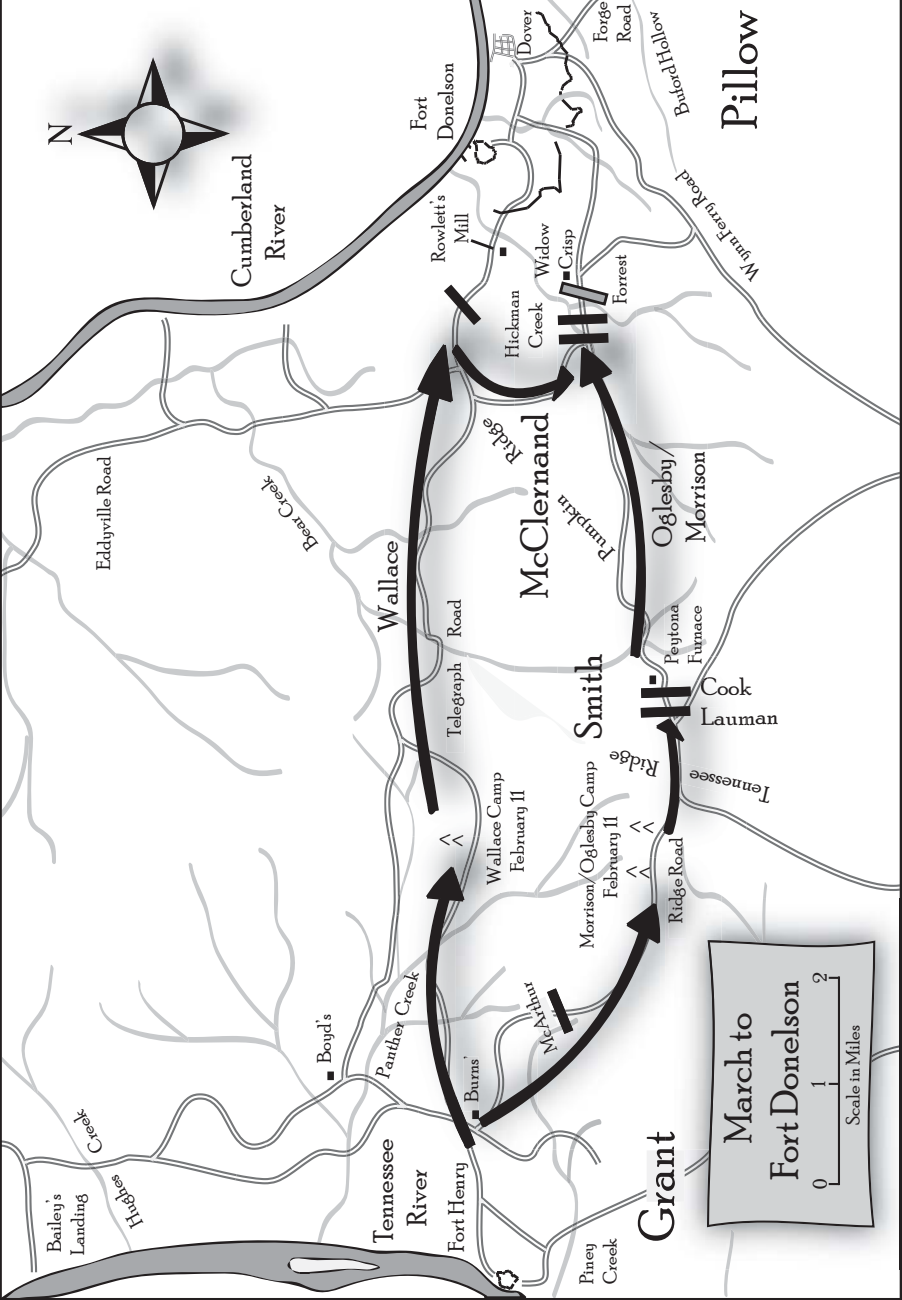 N
Cumberland
River
Fort
Donelson
Dover
Forge
Road
Buford Hollow
Pillow
Rowlett's
Mill
Widow
Crisp
Wynn Ferry Road
Hickman
Creek
Forrest
Eddyville Road
Bear Creek
Ridge
McClernand
Pumpkin
Oglesby/
Morrison
Wallace
Telegraph Road
Smith
Peytona
Furnace
Cook
Lauman
Ridge
Tennessee
Wallace Camp
February 11
Morrison/Oglesby Camp
February 11
Ridge Road
Boyd's
Panther Creek
McArthur
Burns'
Hughes Creek
Bailey's
Landing
Tennessee
River
Fort Henry
Grant
Piney
Creek
March to
Fort Donelson
0 1 2
Scale in Miles